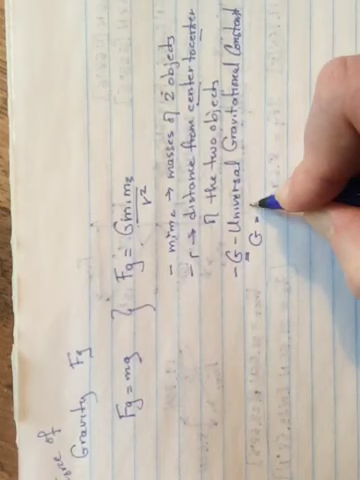 Force of
Gravity Fg
Fg = mg } Fg = Gm1m2/r²
- m1m2 → masses of 2 objects
- r → distance from center to center
of the two objects
- G - Universal Gravitational Constant
G =